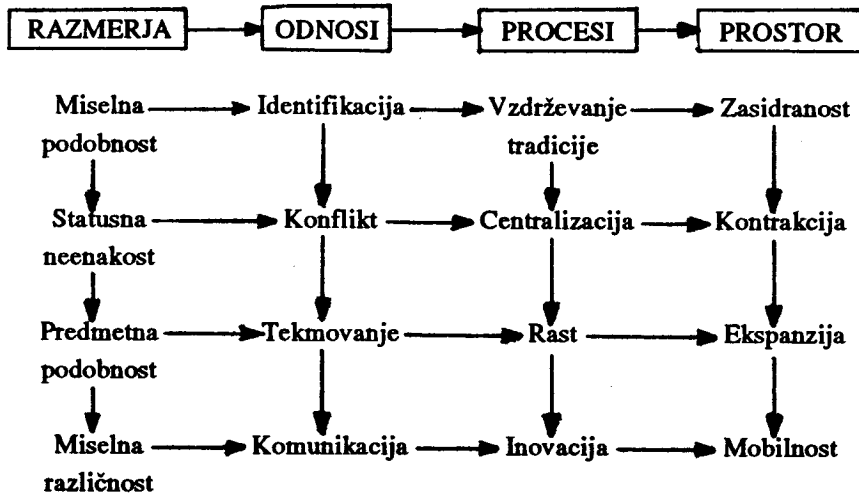 RAZMERJA ODNOSI PROCESI PROSTOR
Miselna Identifikacija Vzdrževanje Zasidranost
podobnost tradicije
Statusna Konflikt Centralizacija Kontrakcija
neenakost
Predmetna Tekmovanje Rast Ekspanzija
podobnost
Miselna Komunikacija Inovacija Mobilnost
različnost